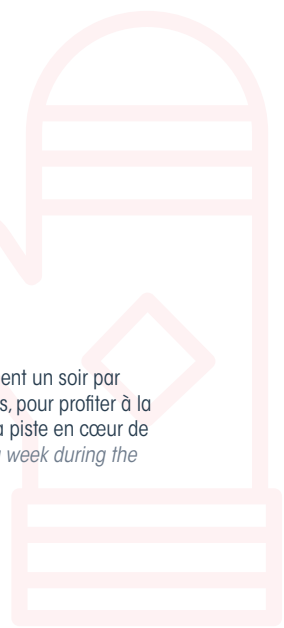 ent un soir par
s, pour profiter à la
a piste en cœur de
week during the